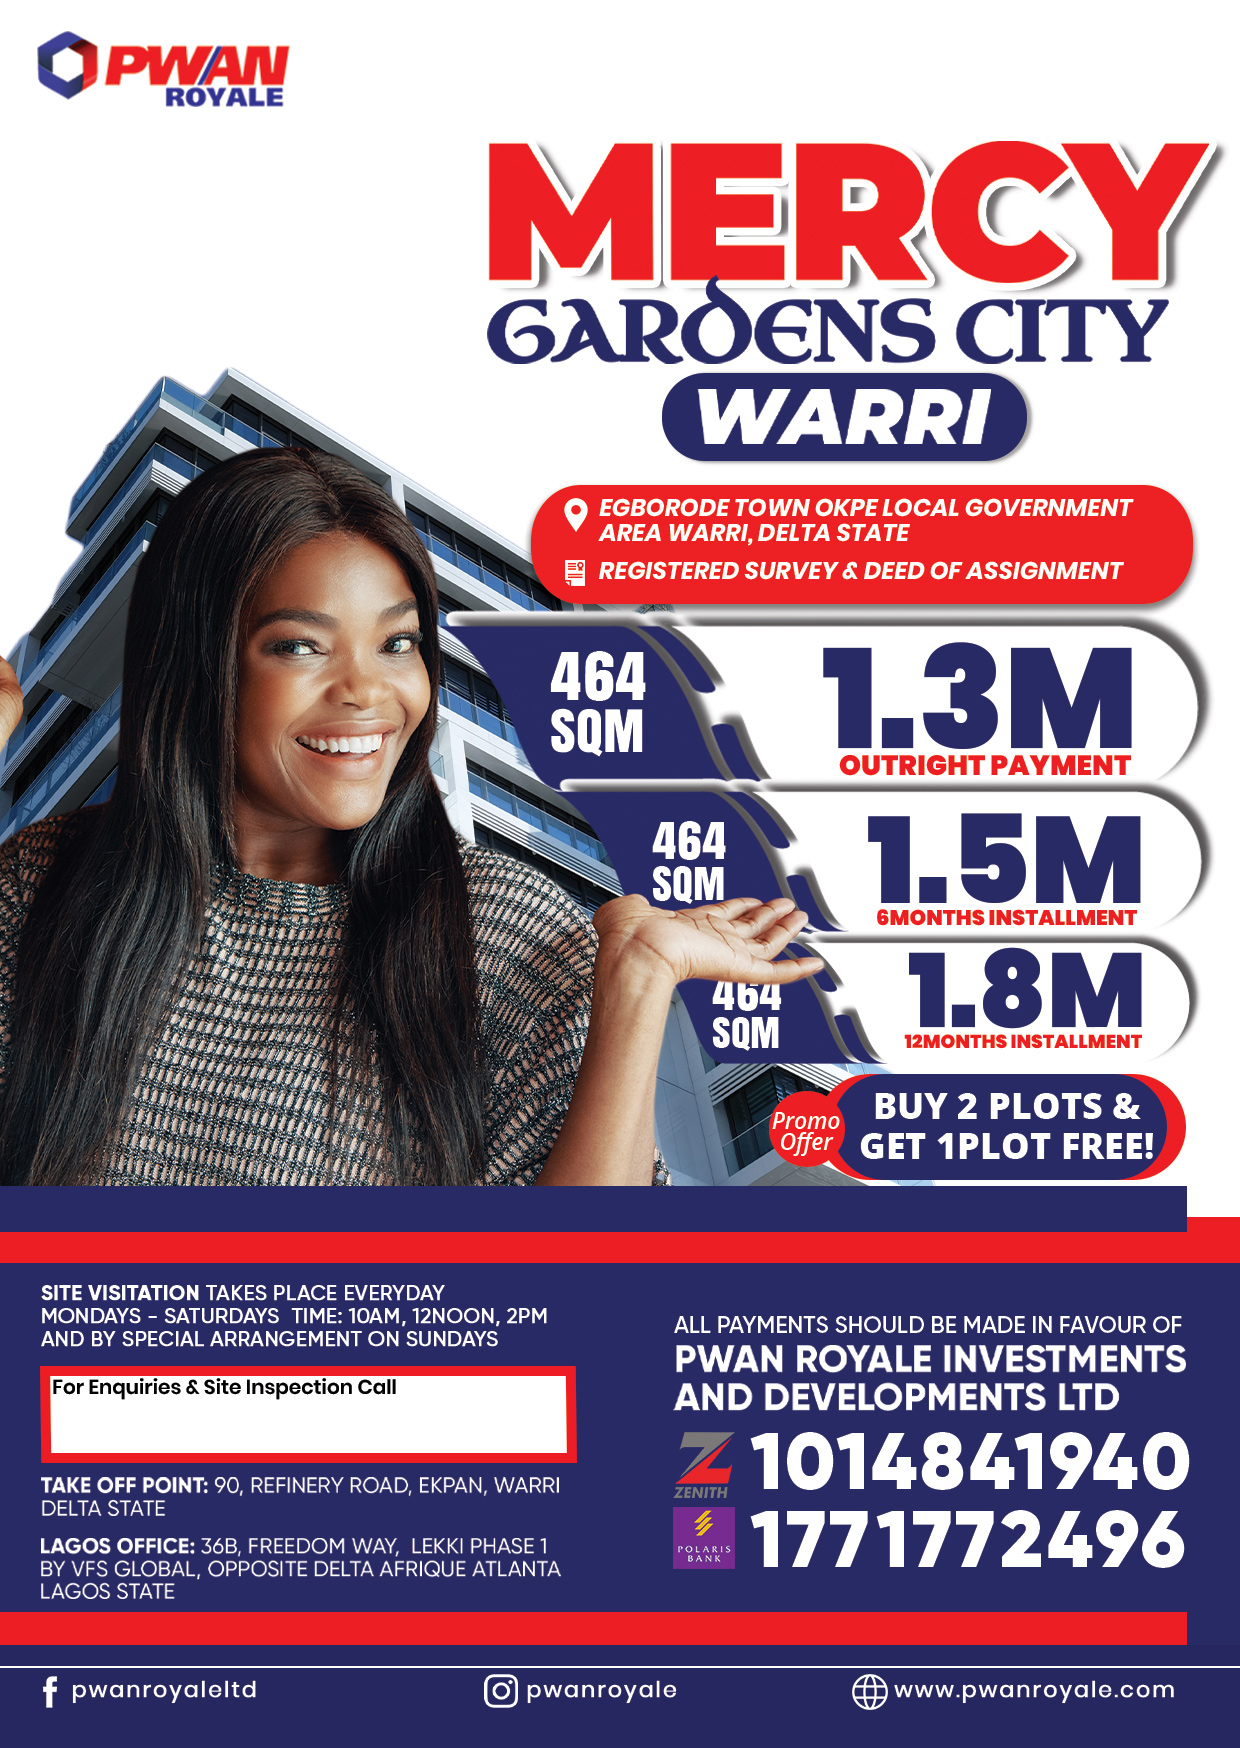 PWAN
ROYALE
MERCY
GARDENS CITY
WARRI
EGBORODE TOWN OKPE LOCAL GOVERNMENT
AREA WARRI, DELTA STATE
REGISTERED SURVEY & DEED OF ASSIGNMENT
464
SQM
1.3M
OUTRIGHT PAYMENT
464
SQM
1.5M
6MONTHS INSTALLMENT
464
SQM
1.8M
12MONTHS INSTALLMENT
Promo
Offer
BUY 2 PLOTS &
GET 1PLOT FREE!
SITE VISITATION TAKES PLACE EVERYDAY
MONDAYS - SATURDAYS TIME: 10AM, 12NOON, 2PM
AND BY SPECIAL ARRANGEMENT ON SUNDAYS
For Enquiries & Site Inspection Call
TAKE OFF POINT: 90, REFINERY ROAD, EKPAN, WARRI
DELTA STATE
LAGOS OFFICE: 36B, FREEDOM WAY, LEKKI PHASE 1
BY VFS GLOBAL, OPPOSITE DELTA AFRIQUE ATLANTA
LAGOS STATE
ALL PAYMENTS SHOULD BE MADE IN FAVOUR OF
PWAN ROYALE INVESTMENTS
AND DEVELOPMENTS LTD
ZENITH
1014841940
POLARIS
BANK
1771772496
pwanroyaleltd
pwanroyale
www.pwanroyale.com